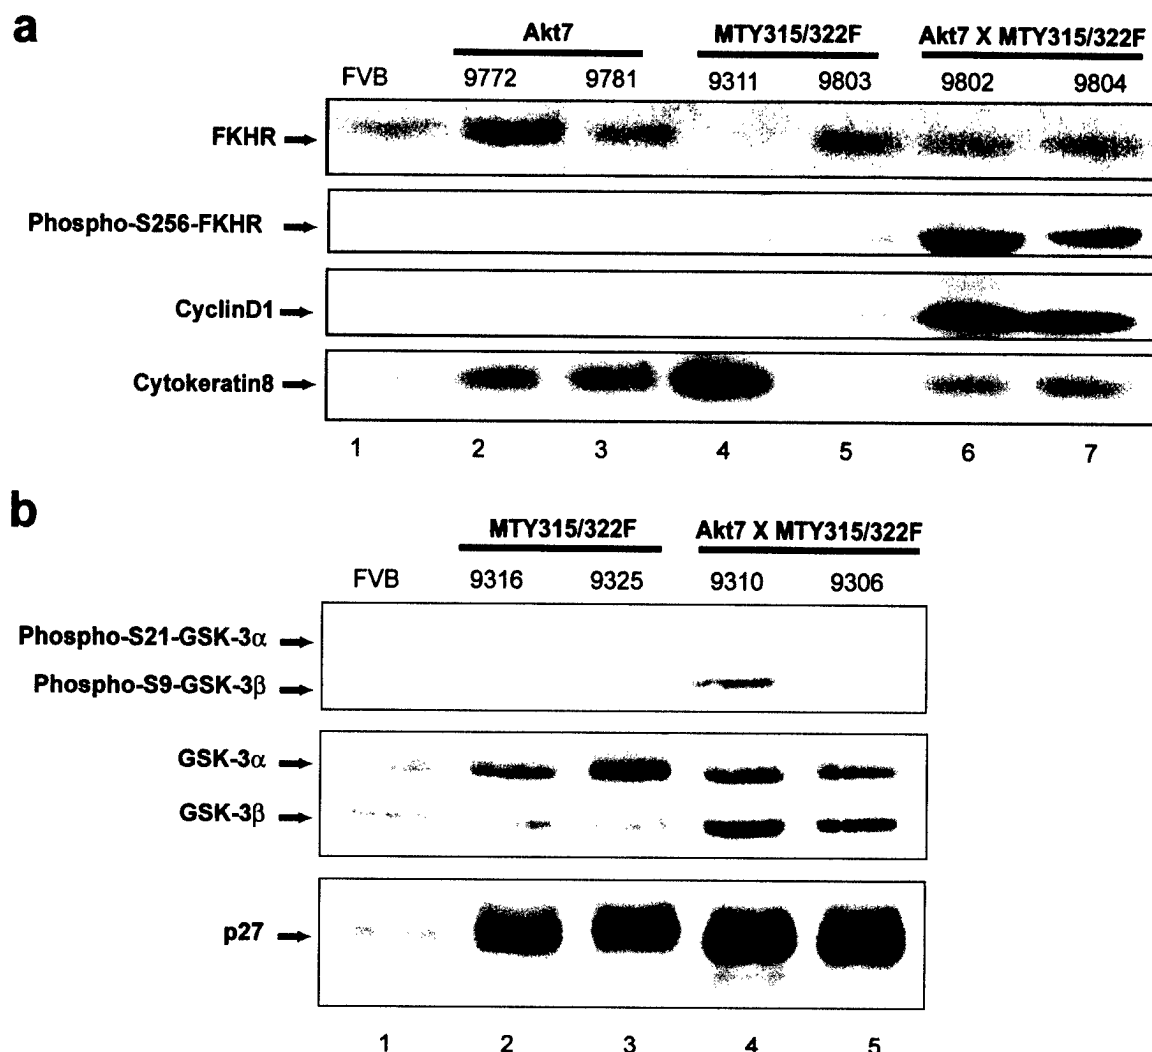 a
Akt7 MTY315/322F Akt7 X MTY315/322F
FVB 9772 9781 9311 9803 9802 9804
FKHR
Phospho-S256-FKHR
CyclinD1
Cytokeratin8
1 2 3 4 5 6 7
b
MTY315/322F Akt7 X MTY315/322F
FVB 9316 9325 9310 9306
Phospho-S21-GSK-3α
Phospho-S9-GSK-3β
GSK-3α
GSK-3β
p27
1 2 3 4 5